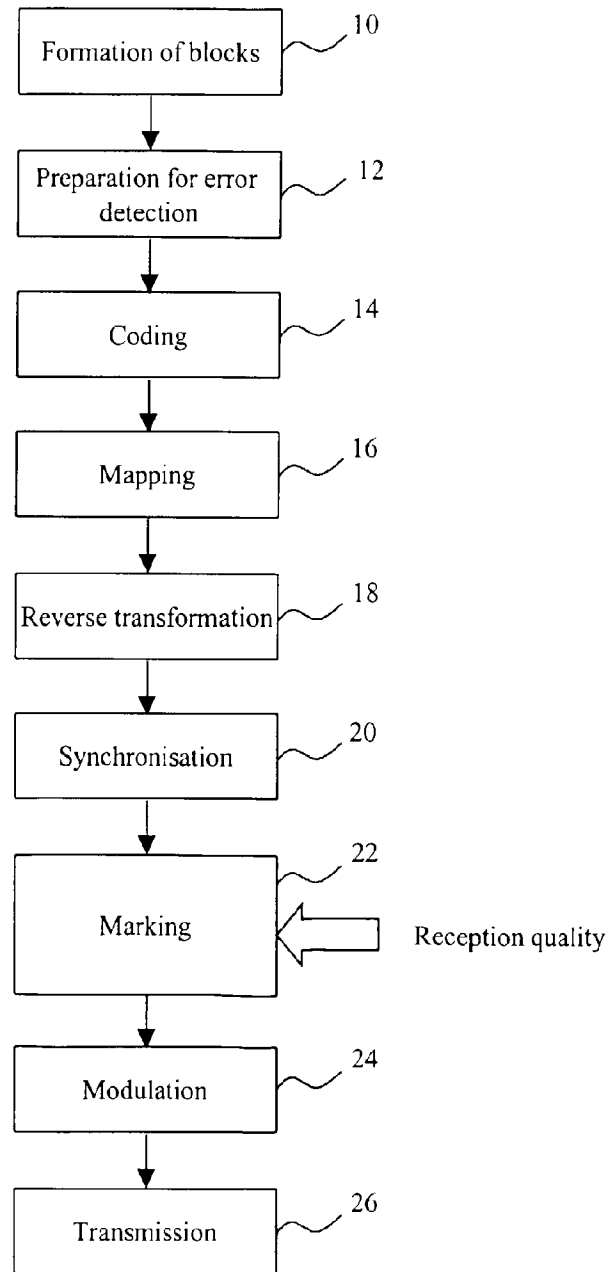 10
Formation of blocks
12
Preparation for error
detection
14
Coding
16
Mapping
18
Reverse transformation
20
Synchronisation
22
Marking
Reception quality
24
Modulation
26
Transmission